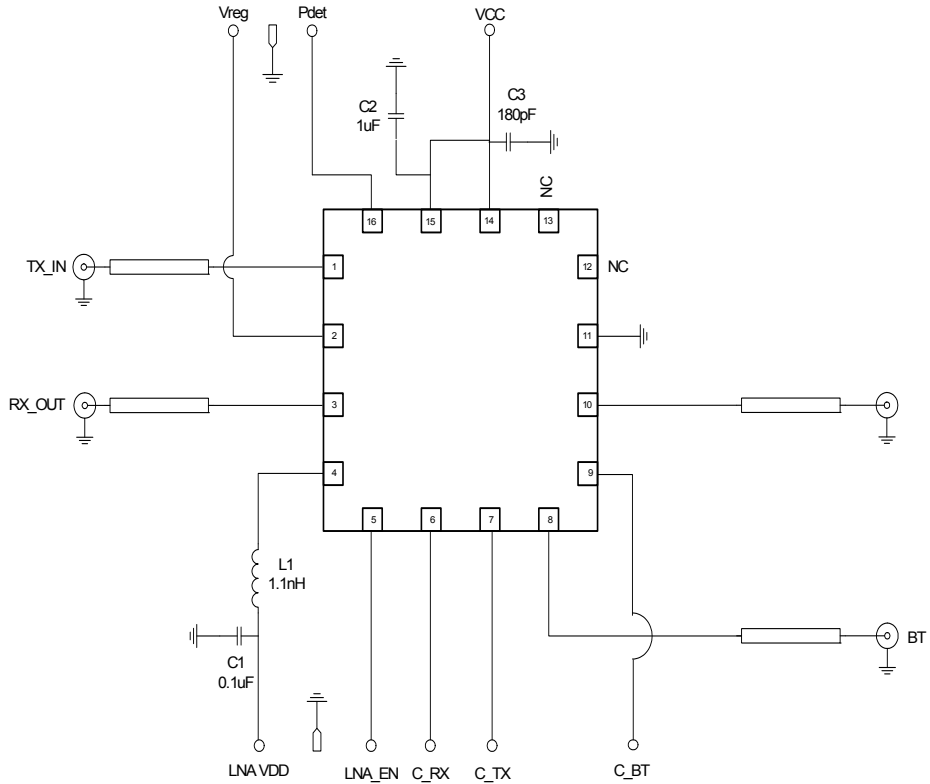 Vreg
Pdet
VCC
C2
1uF
C3
180pF
NC
16
15
14
13
TX_IN
1
12
NC
2
11
RX_OUT
3
10
4
9
5
6
7
8
L1
1.1nH
C1
0.1uF
BT
LNA VDD
LNA_EN
C_RX
C_TX
C_BT